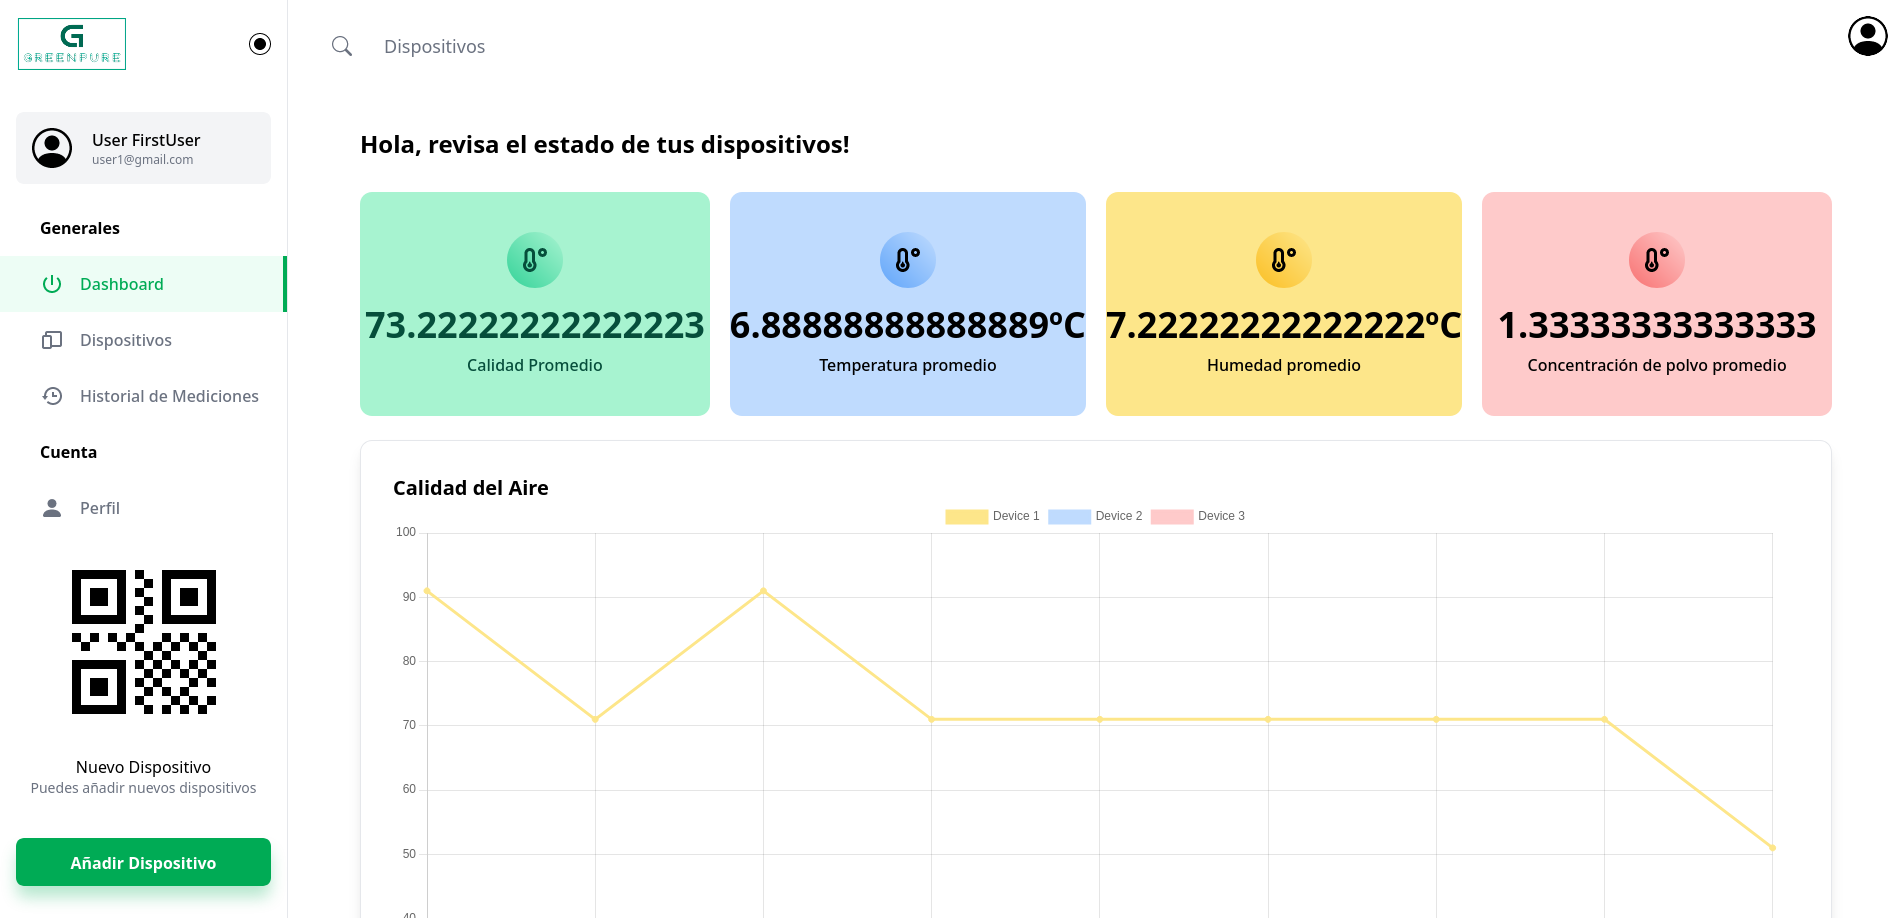 GREENPURE
Dispositivos
User FirstUser
user1@gmail.com
Generales
Dashboard
Dispositivos
Historial de Mediciones
Cuenta
Perfil
Nuevo Dispositivo
Puedes añadir nuevos dispositivos
Añadir Dispositivo
Hola, revisa el estado de tus dispositivos!
73.22222222222223
Calidad Promedio
6.88888888888889ºC
Temperatura promedio
7.22222222222222ºC
Humedad promedio
1.33333333333333
Concentración de polvo promedio
Calidad del Aire
Device 1 Device 2 Device 3
100
90
80
70
60
50
40